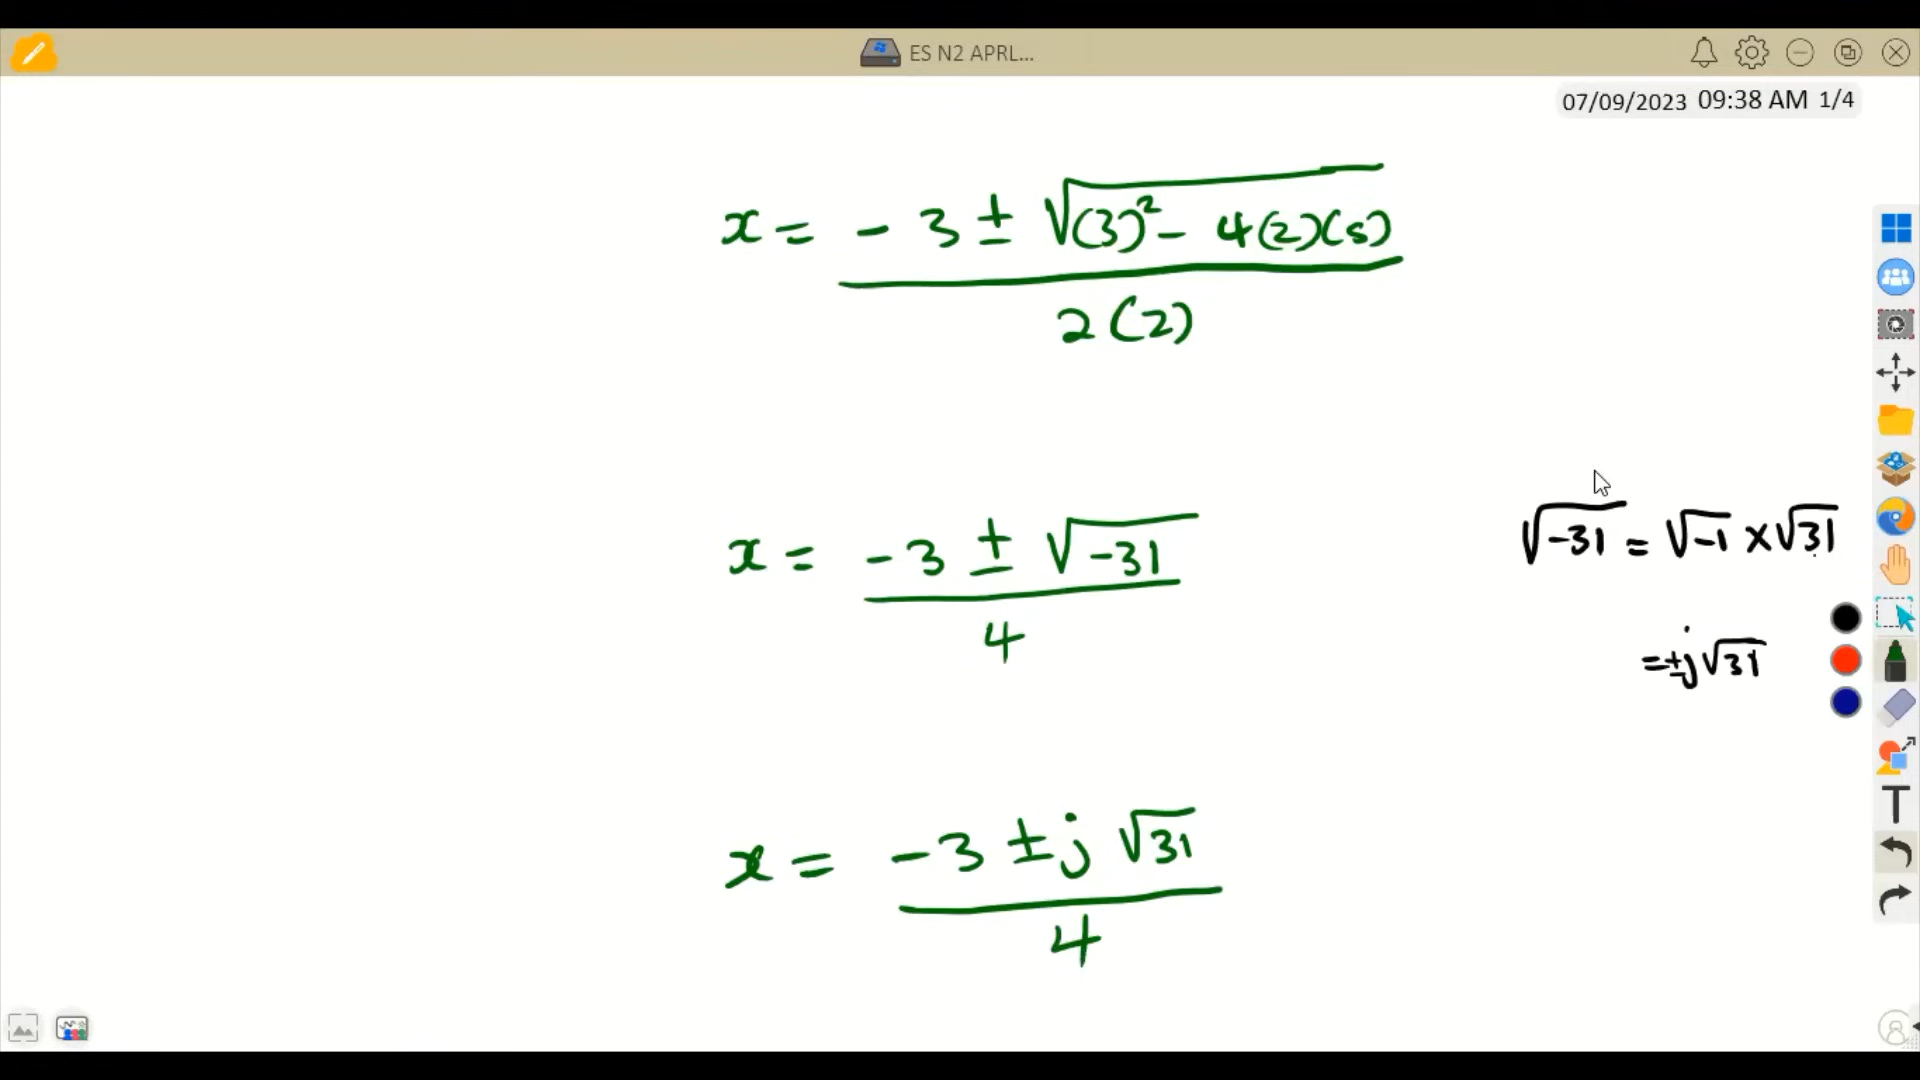 ES N2 APRL...
07/09/2023 09:38 AM 1/4
x = -3 ± √(3)² - 4(2)(5)
2(2)
x = -3 ± √-31
4
√-31 = √-1 × √31
= ±j√31
x = -3 ± j √31
4
T